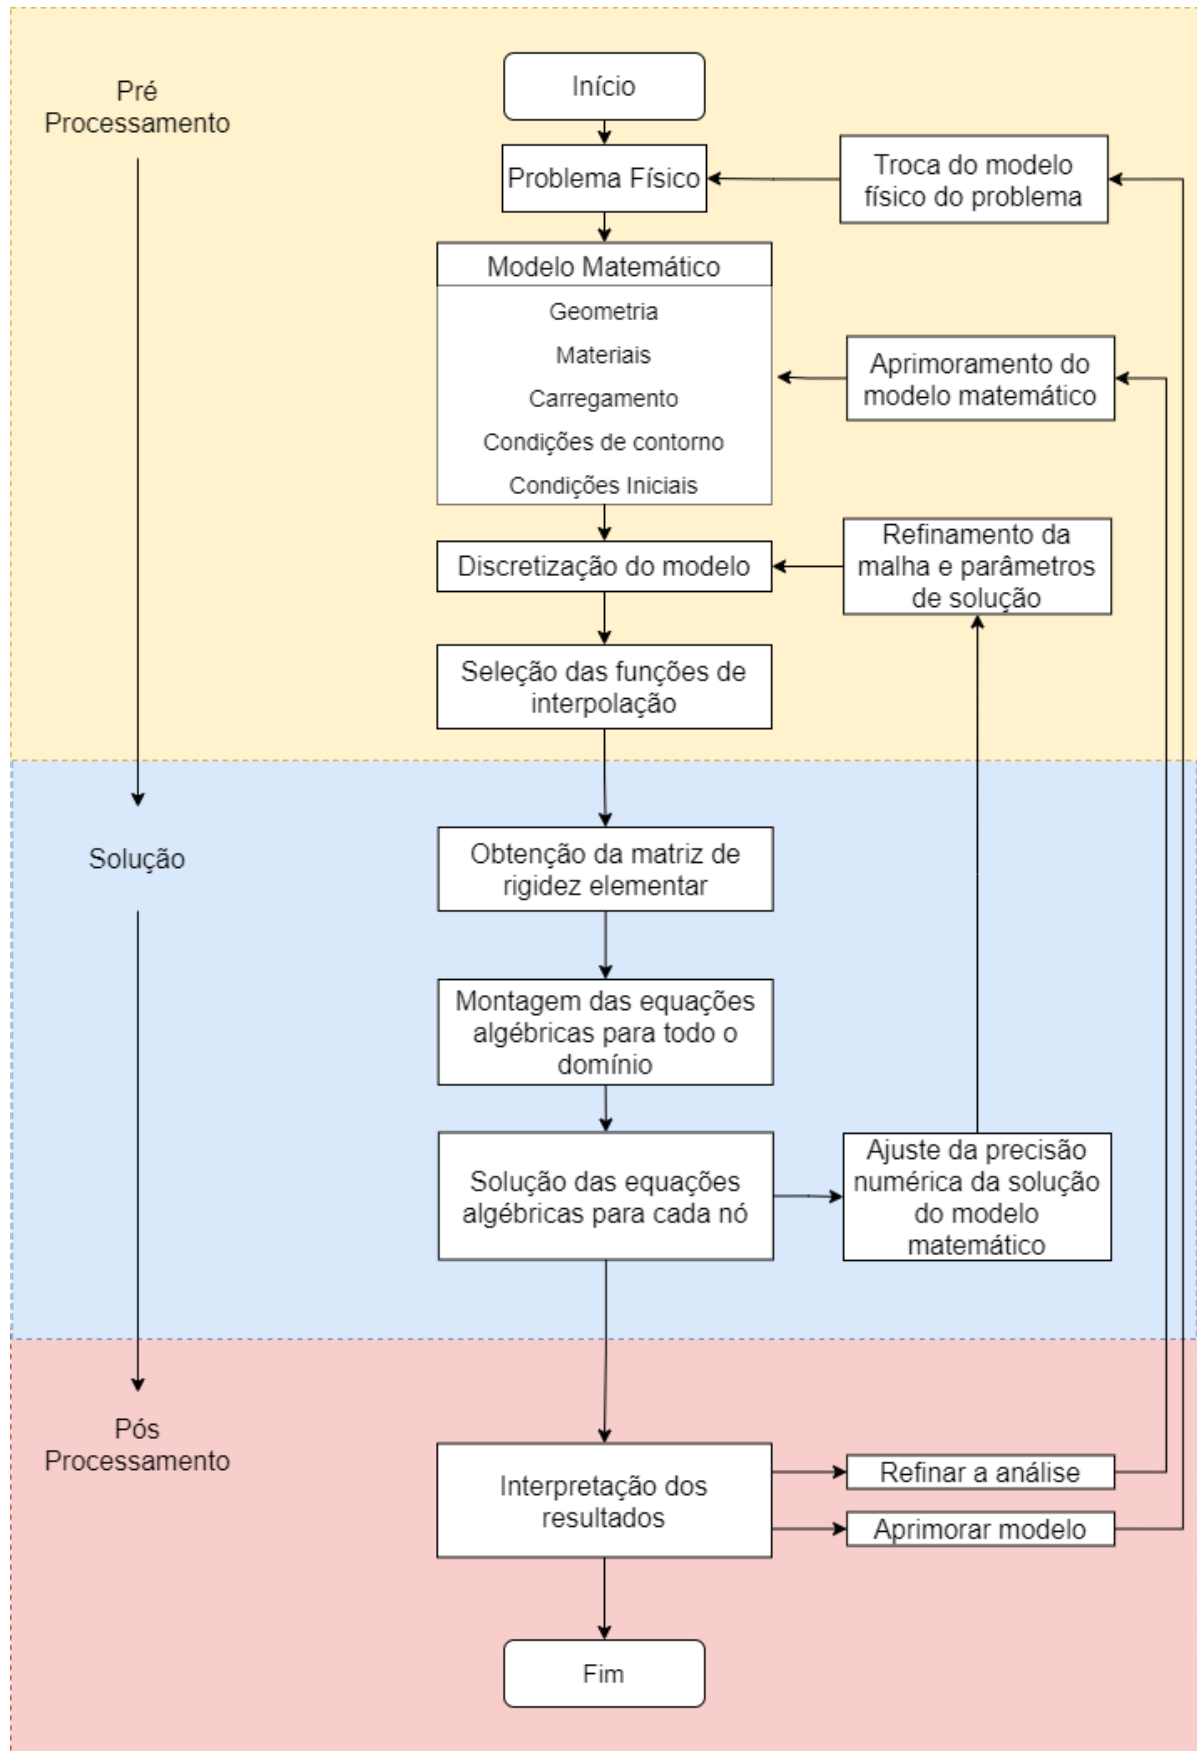 Pré
Processamento
Início
Problema Físico
Troca do modelo
físico do problema
Modelo Matemático
Geometria
Materiais
Carregamento
Condições de contorno
Condições Iniciais
Aprimoramento do
modelo matemático
Discretização do modelo
Refinamento da
malha e parâmetros
de solução
Seleção das funções de
interpolação
Solução
Obtenção da matriz de
rigidez elementar
Montagem das equações
algébricas para todo o
domínio
Solução das equações
algébricas para cada nó
Ajuste da precisão
numérica da solução
do modelo
matemático
Pós
Processamento
Interpretação dos
resultados
Refinar a análise
Aprimorar modelo
Fim